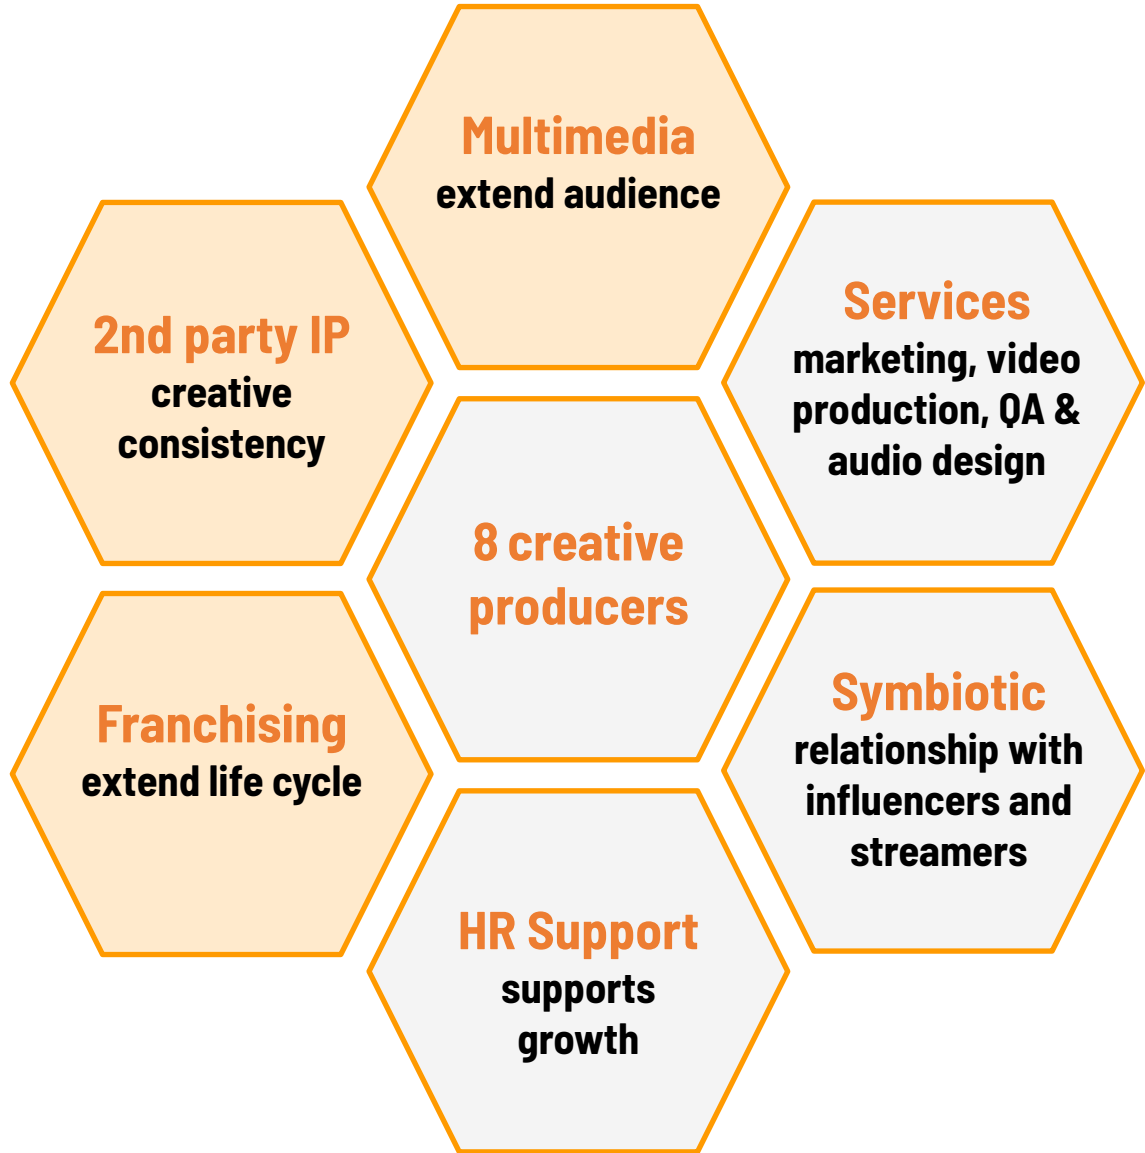 Multimedia
extend audience
2nd party IP
creative
consistency
Services
marketing, video
production, QA &
audio design
8 creative
producers
Franchising
extend life cycle
Symbiotic
relationship with
influencers and
streamers
HR Support
supports
growth